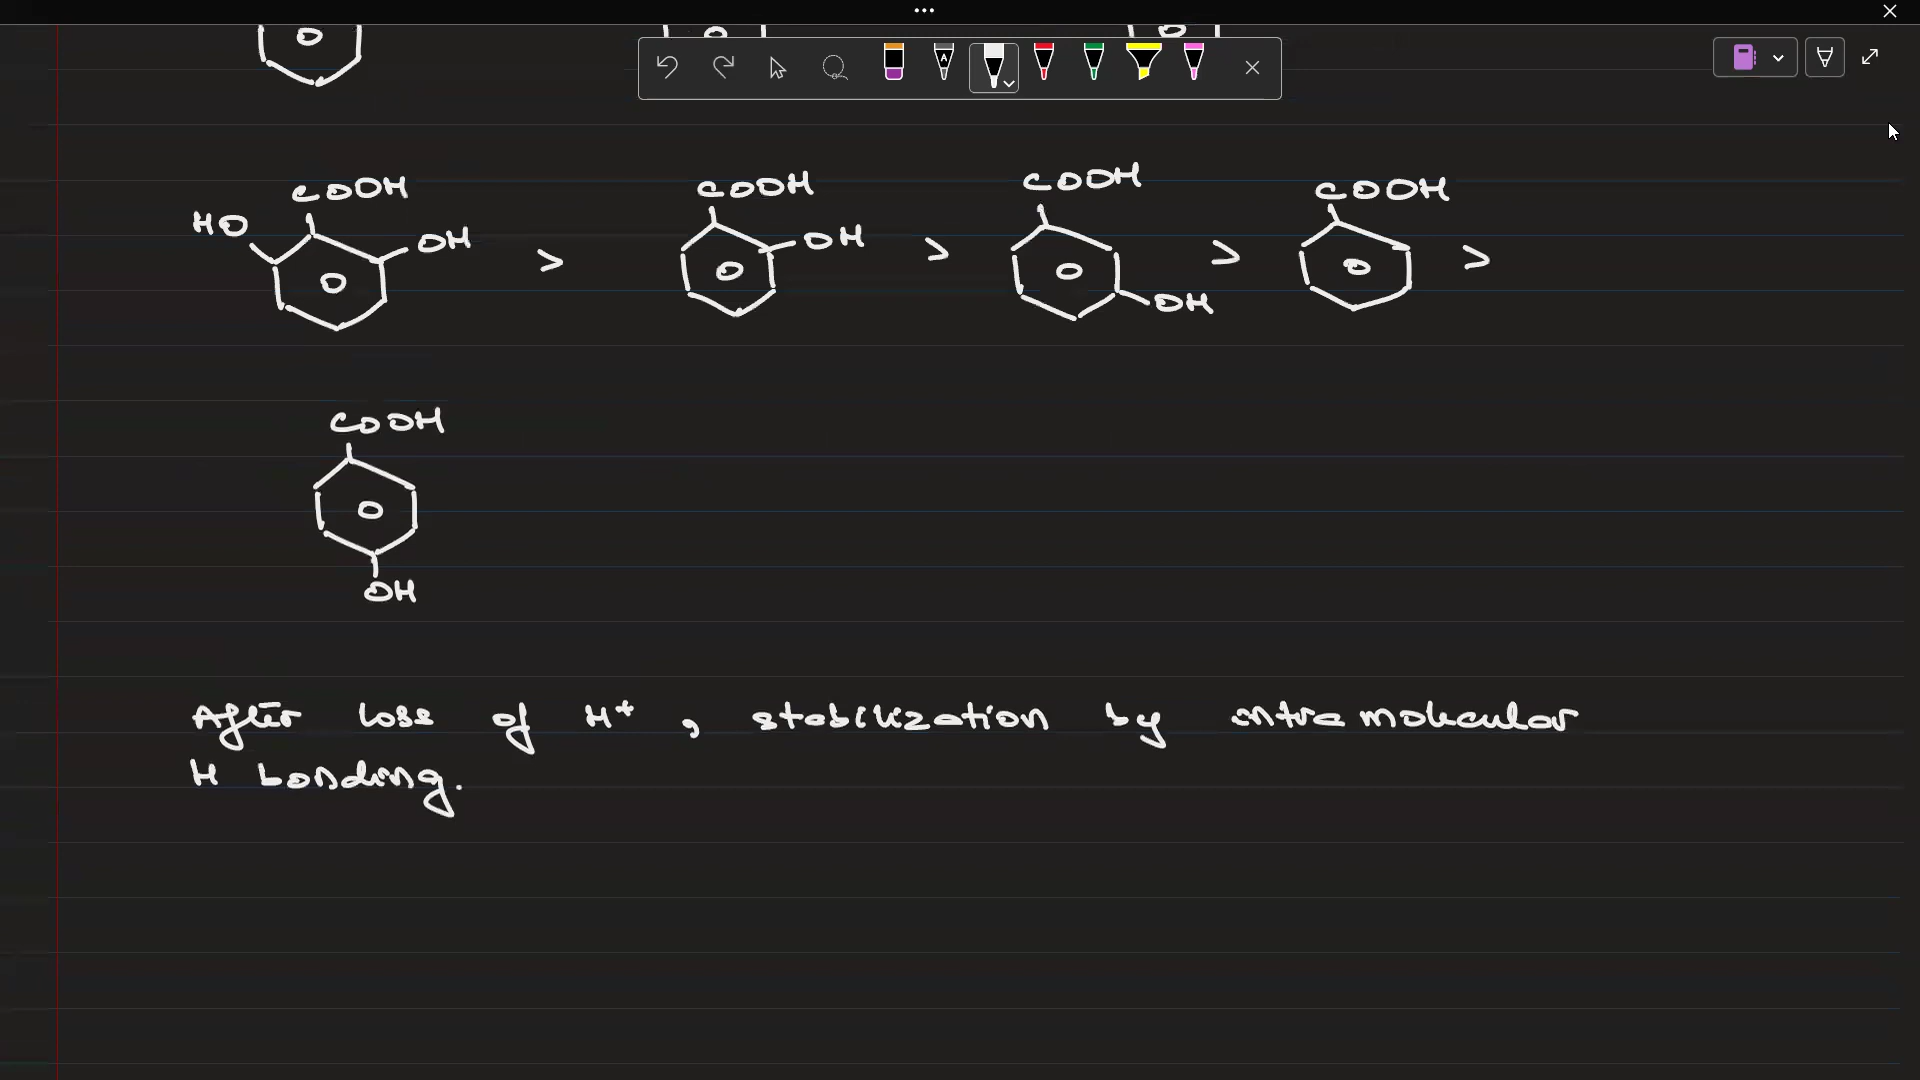 COOH COOH COOH COOH
HO OH > OH > OH > >
COOH
OH
After loss of H+, stabilization by intramolecular
H bonding.